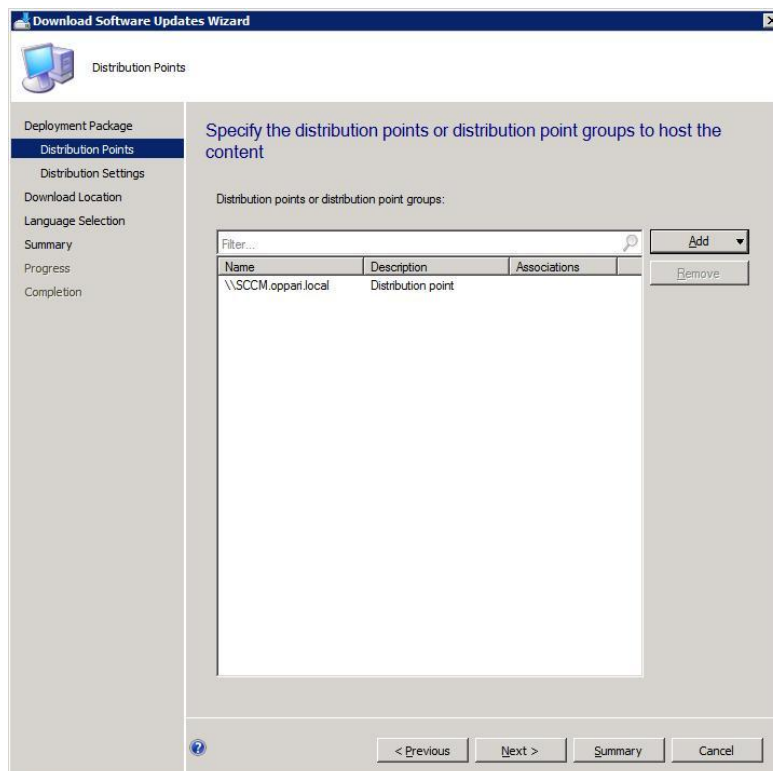 Download Software Updates Wizard
Distribution Points
Deployment Package
Distribution Points
Distribution Settings
Download Location
Language Selection
Summary
Progress
Completion
Specify the distribution points or distribution point groups to host the
content
Distribution points or distribution point groups:
Filter...
Add
Remove
Name Description Associations
\\SCCM.oppari.local Distribution point
< Previous Next > Summary Cancel